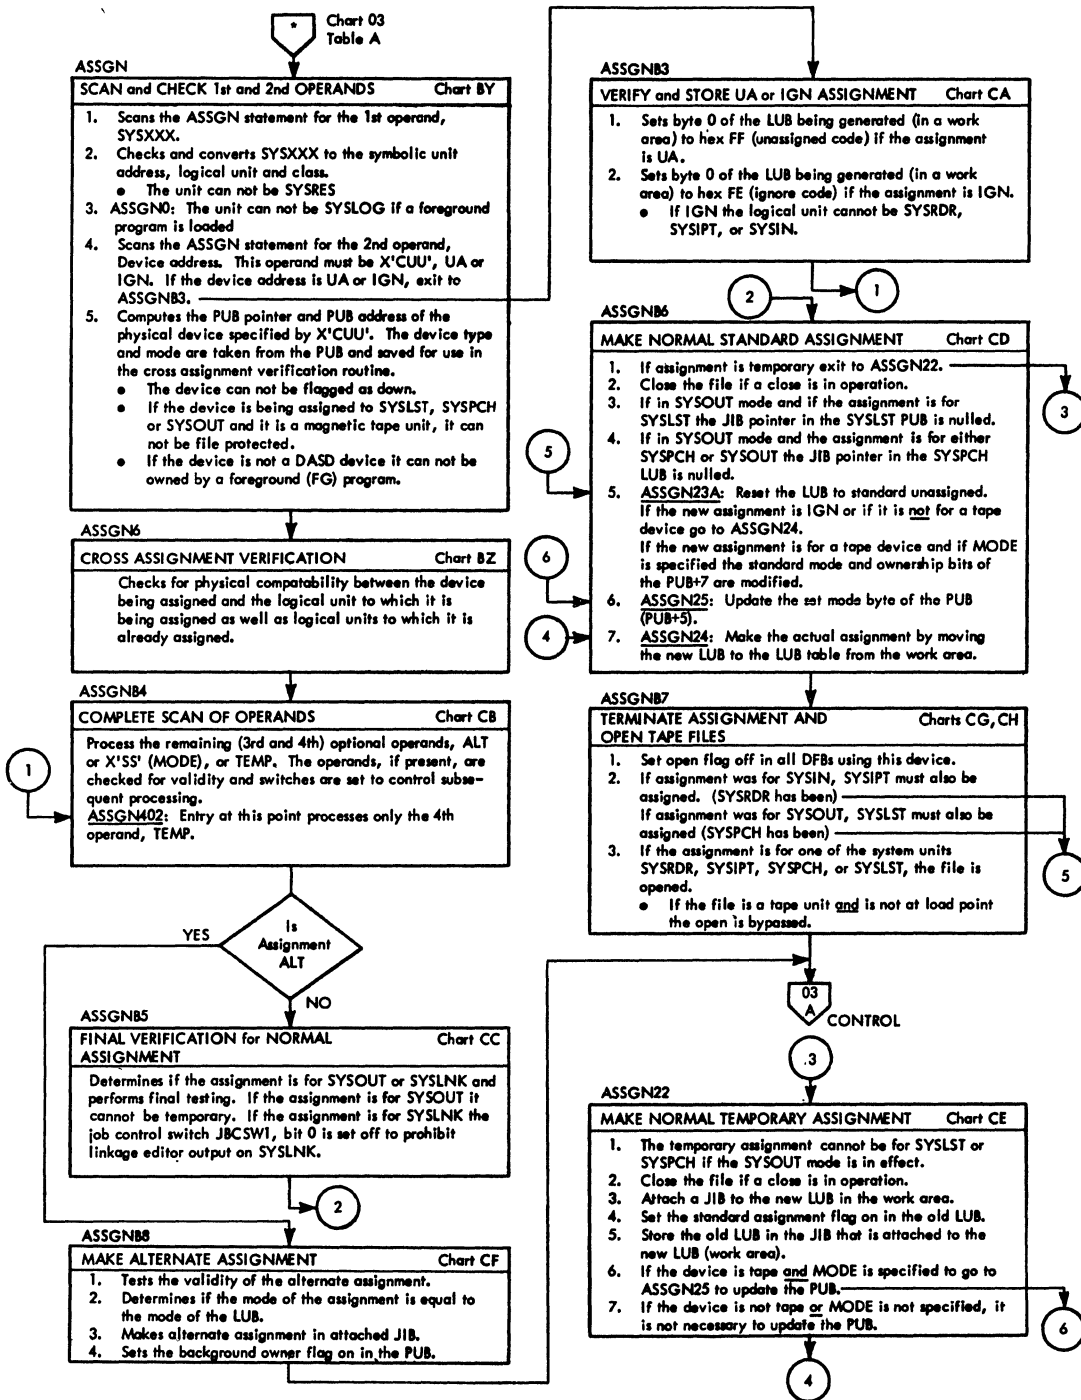 *
Chart 03
Table A
ASSGN
SCAN and CHECK 1st and 2nd OPERANDS Chart BY
1. Scans the ASSGN statement for the 1st operand,
SYSXXX.
2. Checks and converts SYSXXX to the symbolic unit
address, logical unit and class.
● The unit can not be SYSRES
3. ASSGN0: The unit can not be SYSLOG if a foreground
program is loaded
4. Scans the ASSGN statement for the 2nd operand,
Device address. This operand must be X'CUU', UA or
IGN. If the device address is UA or IGN, exit to
ASSGNB3.
5. Computes the PUB pointer and PUB address of the
physical device specified by X'CUU'. The device type
and mode are taken from the PUB and saved for use in
the cross assignment verification routine.
● The device can not be flagged as down.
● If the device is being assigned to SYSLST, SYSPCH
or SYSOUT and it is a magnetic tape unit, it can
not be file protected.
● If the device is not a DASD device it can not be
owned by a foreground (FG) program.
ASSGN6
CROSS ASSIGNMENT VERIFICATION Chart BZ
Checks for physical compatability between the device
being assigned and the logical unit to which it is
being assigned as well as logical units to which it is
already assigned.
ASSGNB4
COMPLETE SCAN OF OPERANDS Chart CB
Process the remaining (3rd and 4th) optional operands, ALT
or X'SS' (MODE), or TEMP. The operands, if present, are
checked for validity and switches are set to control subse-
quent processing.
ASSGN402: Entry at this point processes only the 4th
operand, TEMP.
1
Is
Assignment
ALT
YES
NO
ASSGNB5
FINAL VERIFICATION for NORMAL Chart CC
ASSIGNMENT
Determines if the assignment is for SYSOUT or SYSLNK and
performs final testing. If the assignment is for SYSOUT it
cannot be temporary. If the assignment is for SYSLNK the
job control switch JBCSW1, bit 0 is set off to prohibit
linkage editor output on SYSLNK.
2
ASSGNB8
MAKE ALTERNATE ASSIGNMENT Chart CF
1. Tests the validity of the alternate assignment.
2. Determines if the mode of the assignment is equal to
the mode of the LUB.
3. Makes alternate assignment in attached JIB.
4. Sets the background owner flag on in the PUB.
ASSGNB3
VERIFY and STORE UA or IGN ASSIGNMENT Chart CA
1. Sets byte 0 of the LUB being generated (in a work
area) to hex FF (unassigned code) if the assignment
is UA.
2. Sets byte 0 of the LUB being generated (in a work
area) to hex FE (ignore code) if the assignment is IGN.
● If IGN the logical unit cannot be SYSRDR,
SYSIPT, or SYSIN.
2
1
ASSGNB6
MAKE NORMAL STANDARD ASSIGNMENT Chart CD
1. If assignment is temporary exit to ASSGN22.
2. Close the file if a close is in operation.
3. If in SYSOUT mode and if the assignment is for
SYSLST the JIB pointer in the SYSLST PUB is nulled.
4. If in SYSOUT mode and the assignment is for either
SYSPCH or SYSOUT the JIB pointer in the SYSPCH
LUB is nulled.
5. ASSGN23A: Reset the LUB to standard unassigned.
If the new assignment is IGN or if it is not for a tape
device go to ASSGN24.
If the new assignment is for a tape device and if MODE
is specified the standard mode and ownership bits of
the PUB+7 are modified.
6. ASSGN25: Update the set mode byte of the PUB
(PUB+5).
7. ASSGN24: Make the actual assignment by moving
the new LUB to the LUB table from the work area.
3
5
6
4
ASSGNB7
TERMINATE ASSIGNMENT AND Charts CG, CH
OPEN TAPE FILES
1. Set open flag off in all DFBs using this device.
2. If assignment was for SYSIN, SYSIPT must also be
assigned. (SYSRDR has been)
If assignment was for SYSOUT, SYSLST must also be
assigned (SYSPCH has been)
3. If the assignment is for one of the system units
SYSRDR, SYSIPT, SYSPCH, or SYSLST, the file is
opened.
● If the file is a tape unit and is not at load point
the open is bypassed.
5
03
A
CONTROL
3
ASSGN22
MAKE NORMAL TEMPORARY ASSIGNMENT Chart CE
1. The temporary assignment cannot be for SYSLST or
SYSPCH if the SYSOUT mode is in effect.
2. Close the file if a close is in operation.
3. Attach a JIB to the new LUB in the work area.
4. Set the standard assignment flag on in the old LUB.
5. Store the old LUB in the JIB that is attached to the
new LUB (work area).
6. If the device is tape and MODE is specified to go to
ASSGN25 to update the PUB.
7. If the device is not tape or MODE is not specified, it
is not necessary to update the PUB.
6
4